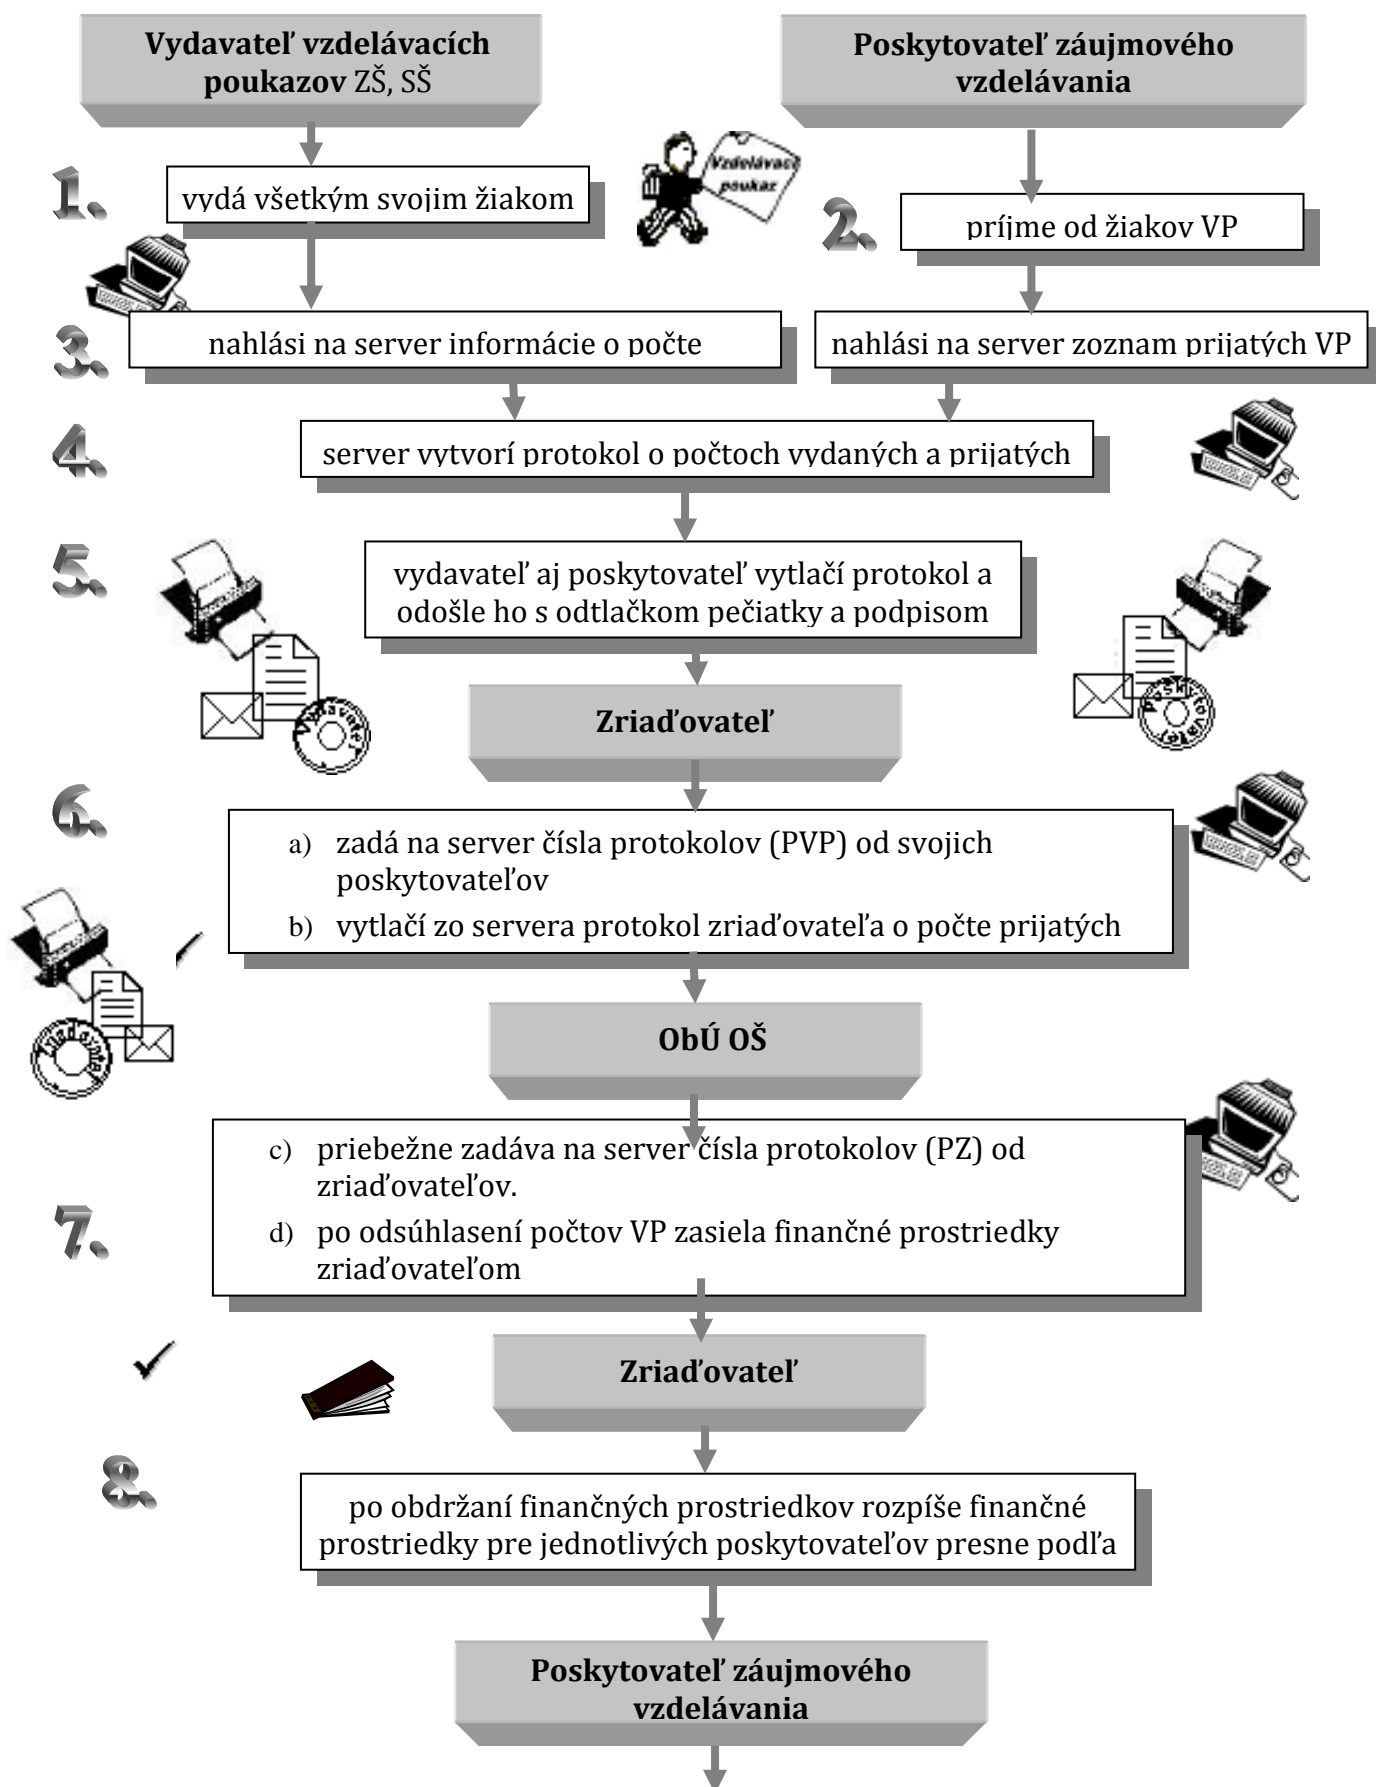 Vydavateľ vzdelávacích
poukazov ZŠ, SŠ
Poskytovateľ záujmového
vzdelávania
1.
vydá všetkým svojim žiakom
Vzdelávací
poukaz
2.
príjme od žiakov VP
3.
nahlási na server informácie o počte
nahlási na server zoznam prijatých VP
4.
server vytvorí protokol o počtoch vydaných a prijatých
5.
vydavateľ aj poskytovateľ vytlačí protokol a
odošle ho s odtlačkom pečiatky a podpisom
Vydavateľ
Poskytovateľ
Zriaďovateľ
6.
a) zadá na server čísla protokolov (PVP) od svojich
poskytovateľov
b) vytlačí zo servera protokol zriaďovateľa o počte prijatých
Zriaďovateľ
ObÚ OŠ
7.
c) priebežne zadáva na server čísla protokolov (PZ) od
zriaďovateľov.
d) po odsúhlasení počtov VP zasiela finančné prostriedky
zriaďovateľom
Zriaďovateľ
8.
po obdržaní finančných prostriedkov rozpíše finančné
prostriedky pre jednotlivých poskytovateľov presne podľa
Poskytovateľ záujmového
vzdelávania